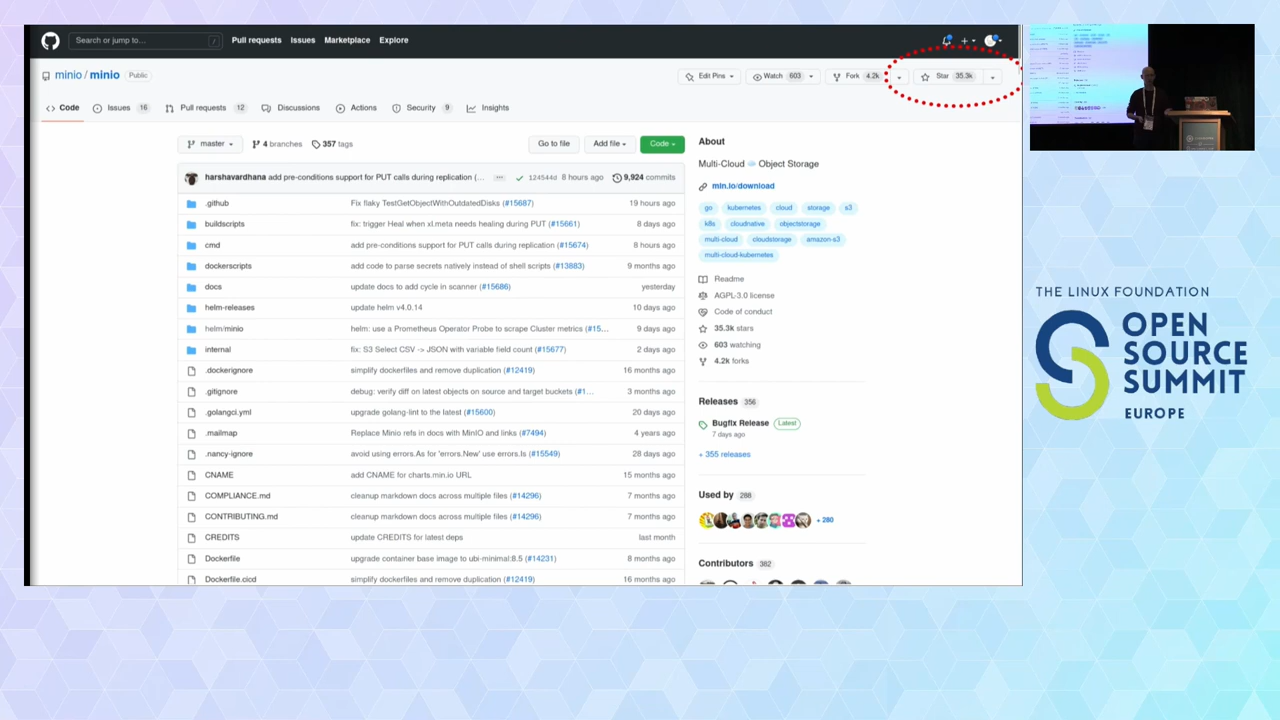 Search or jump to… /
Pull requests Issues Marketplace Explore
minio / minio Public
Edit Pins Watch 603 Fork 4.2k Star 35.3k
Code Issues 16 Pull requests 12 Discussions Actions Security 9 Insights
master 4 branches 357 tags Go to file Add file Code
harshavardhana add pre-conditions support for PUT calls during replication (… ... 124544d 8 hours ago 9,924 commits
.github Fix flaky TestGetObjectWithOutdatedDisks (#15687) 19 hours ago
buildscripts fix: trigger Heal when xl.meta needs healing during PUT (#15661) 8 days ago
cmd add pre-conditions support for PUT calls during replication (#15674) 8 hours ago
dockerscripts add code to parse secrets natively instead of shell scripts (#13883) 9 months ago
docs update docs to add cycle in scanner (#15686) yesterday
helm-releases update helm v4.0.14 10 days ago
helm/minio helm: use a Prometheus Operator Probe to scrape Cluster metrics (#15… 9 days ago
internal fix: S3 Select CSV -> JSON with variable field count (#15677) 2 days ago
.dockerignore simplify dockerfiles and remove duplication (#12419) 16 months ago
.gitignore debug: verify diff on latest objects on source and target buckets (#1… 3 months ago
.golangci.yml upgrade golang-lint to the latest (#15600) 20 days ago
.mailmap Replace Minio refs in docs with MinIO and links (#7494) 4 years ago
.nancy-ignore avoid using errors.As for 'errors.New' use errors.Is (#15549) 28 days ago
CNAME add CNAME for charts.min.io URL 15 months ago
COMPLIANCE.md cleanup markdown docs across multiple files (#14296) 7 months ago
CONTRIBUTING.md cleanup markdown docs across multiple files (#14296) 7 months ago
CREDITS update CREDITS for latest deps last month
Dockerfile upgrade container base image to ubi-minimal:8.5 (#14231) 8 months ago
Dockerfile.cicd simplify dockerfiles and remove duplication (#12419) 16 months ago
About
Multi-Cloud Object Storage
min.io/download
go kubernetes cloud storage s3
k8s cloudnative objectstorage
multi-cloud cloudstorage amazon-s3
multi-cloud-kubernetes
Readme
AGPL-3.0 license
Code of conduct
35.3k stars
603 watching
4.2k forks
Releases 356
Bugfix Release Latest
7 days ago
+ 355 releases
Used by 288
+ 280
Contributors 382
THE LINUX FOUNDATION
OPEN
SOURCE
SUMMIT
EUROPE